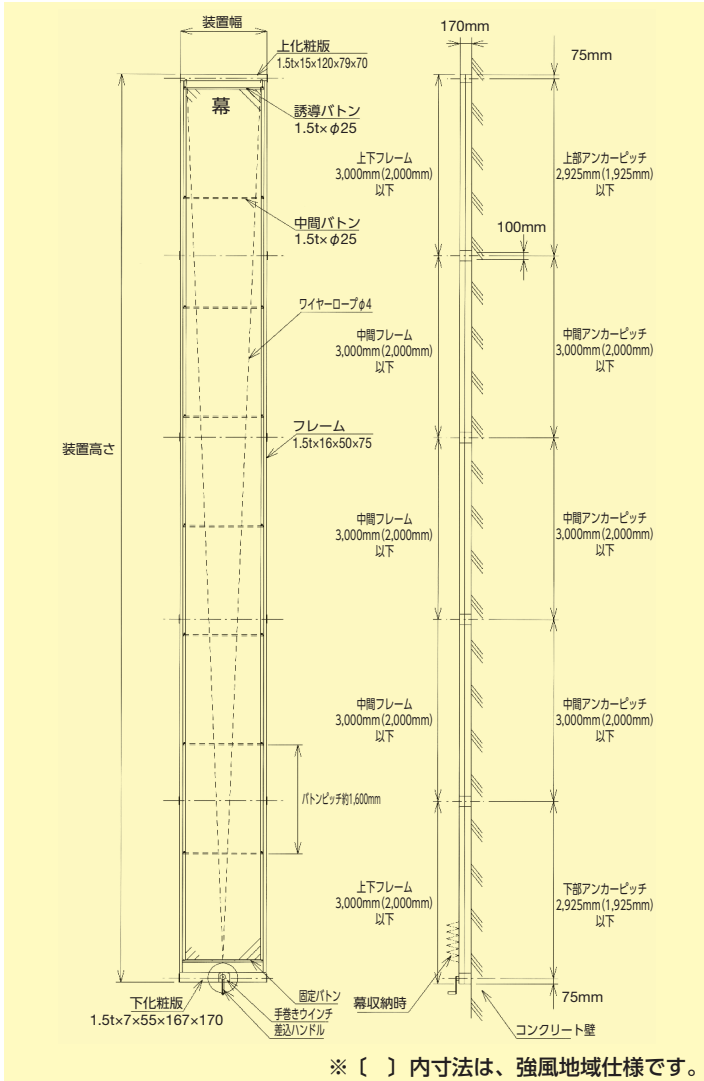 装置幅
上化粧版
1.5t×15×120×79×70
幕
誘導バトン
1.5t×φ25
中間バトン
1.5t×φ25
ワイヤーロープφ4
フレーム
1.5t×16×50×75
装置高さ
バトンピッチ約1,600mm
固定バトン
手巻きウインチ
差込ハンドル
下化粧版
1.5t×7×55×167×170
170mm
75mm
上下フレーム
3,000mm(2,000mm)
以下
上部アンカーピッチ
2,925mm(1,925mm)
以下
100mm
中間フレーム
3,000mm(2,000mm)
以下
中間アンカーピッチ
3,000mm(2,000mm)
以下
中間フレーム
3,000mm(2,000mm)
以下
中間アンカーピッチ
3,000mm(2,000mm)
以下
中間フレーム
3,000mm(2,000mm)
以下
中間アンカーピッチ
3,000mm(2,000mm)
以下
上下フレーム
3,000mm(2,000mm)
以下
下部アンカーピッチ
2,925mm(1,925mm)
以下
幕収納時
75mm
コンクリート壁
※〔　〕内寸法は、強風地域仕様です。